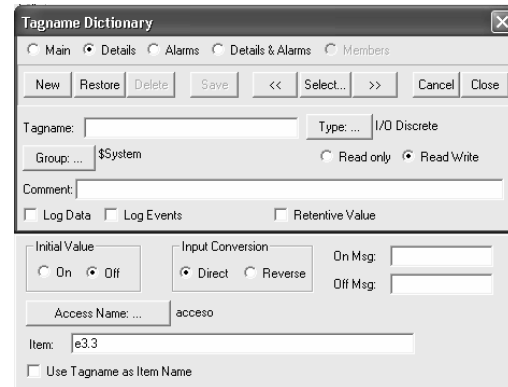 Tagname Dictionary
Main Details Alarms Details & Alarms Members
New Restore Delete Save << Select... >> Cancel Close
Tagname: Type: ... I/O Discrete
Group: ... $System Read only Read Write
Comment:
Log Data Log Events Retentive Value
Initial Value Input Conversion On Msg:
On Off Direct Reverse Off Msg:
Access Name: ... acceso
Item: e3.3
Use Tagname as Item Name